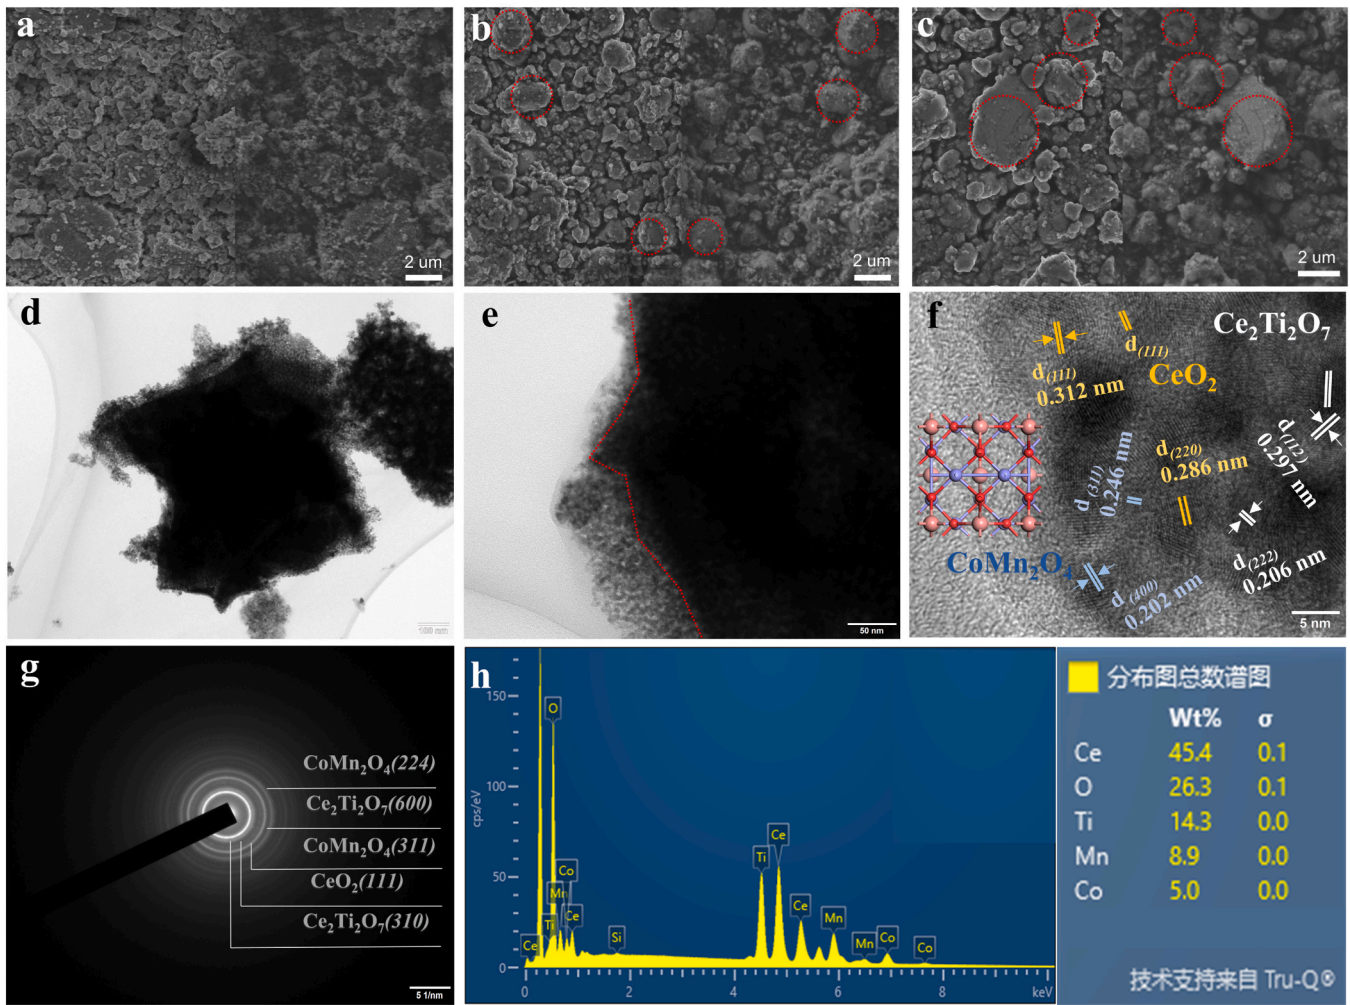 a
2 um
b
2 um
c
2 um
d
100 nm
e
50 nm
f
Ce2Ti2O7
d(111)
0.312 nm
d(111)
CeO2
d(311)
0.246 nm
d(220)
0.286 nm
d(112)
0.297 nm
d(222)
0.206 nm
CoMn2O4
d(400)
0.202 nm
5 nm
g
CoMn2O4(224)
Ce2Ti2O7(600)
CoMn2O4(311)
CeO2(111)
Ce2Ti2O7(310)
5 1/nm
h
cps/eV
150
100
50
0
0
2
4
6
8
keV
Ce
Ti
O
Mn
Co
Ce
Si
Ti
Ce
Ce
Mn
Mn
Co
Co
分布图总数谱图
Wt% σ
Ce 45.4 0.1
O 26.3 0.1
Ti 14.3 0.0
Mn 8.9 0.0
Co 5.0 0.0
技术支持来自 Tru-Q®